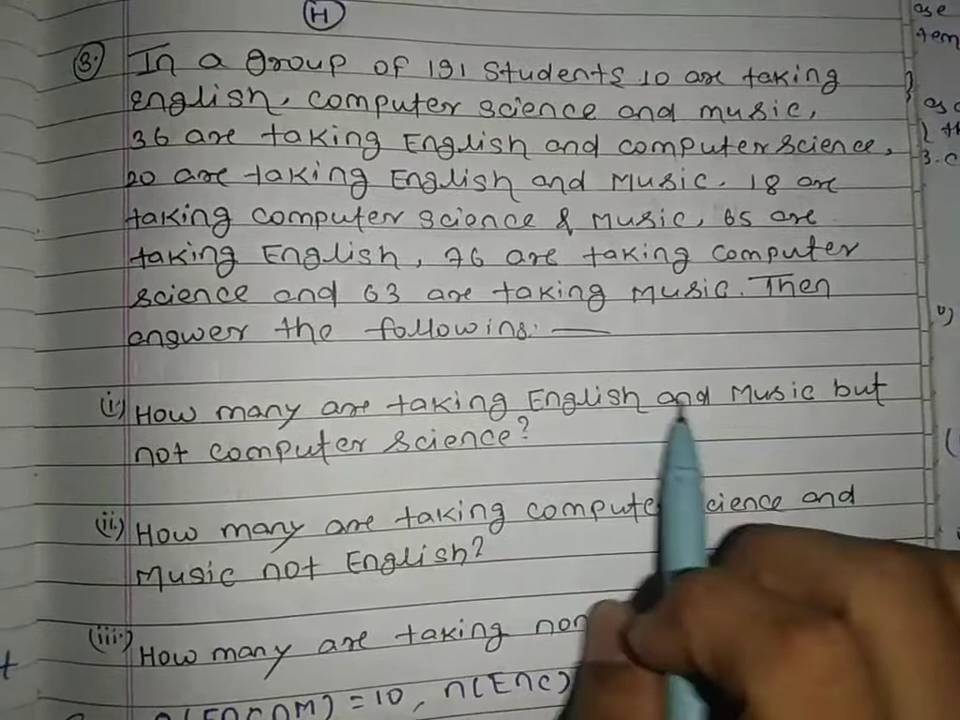 H
3. In a group of 191 students 10 are taking
english, computer science and music,
36 are taking English and computer science,
20 are taking English and Music. 18 are
taking computer science & Music, 65 are
taking English, 76 are taking computer
science and 63 are taking Music. Then
answer the following:—
(i) How many are taking English and Music but
not computer science?
(ii.) How many are taking compute cience and
Music not English?
(iii.) How many are taking non
n(E∩C∩M) = 10, n(E∩C)
ase
tem